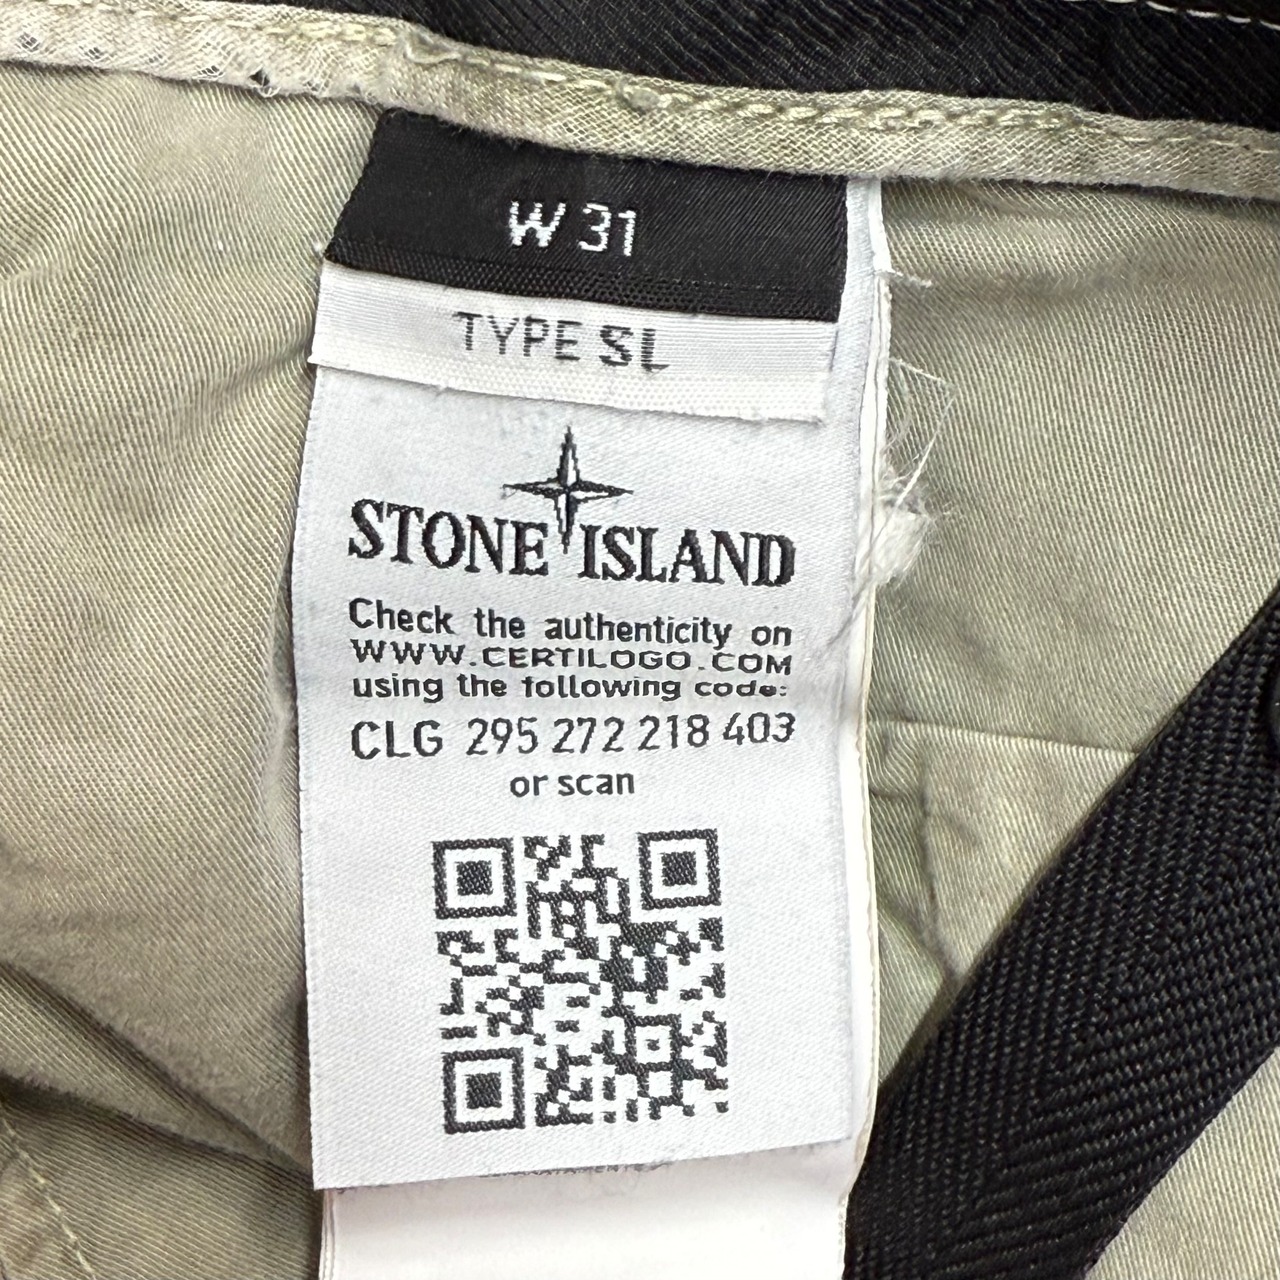 W 31
TYPE SL
STONE ISLAND
Check the authenticity on
WWW.CERTILOGO.COM
using the following code:
CLG 295 272 218 403
or scan